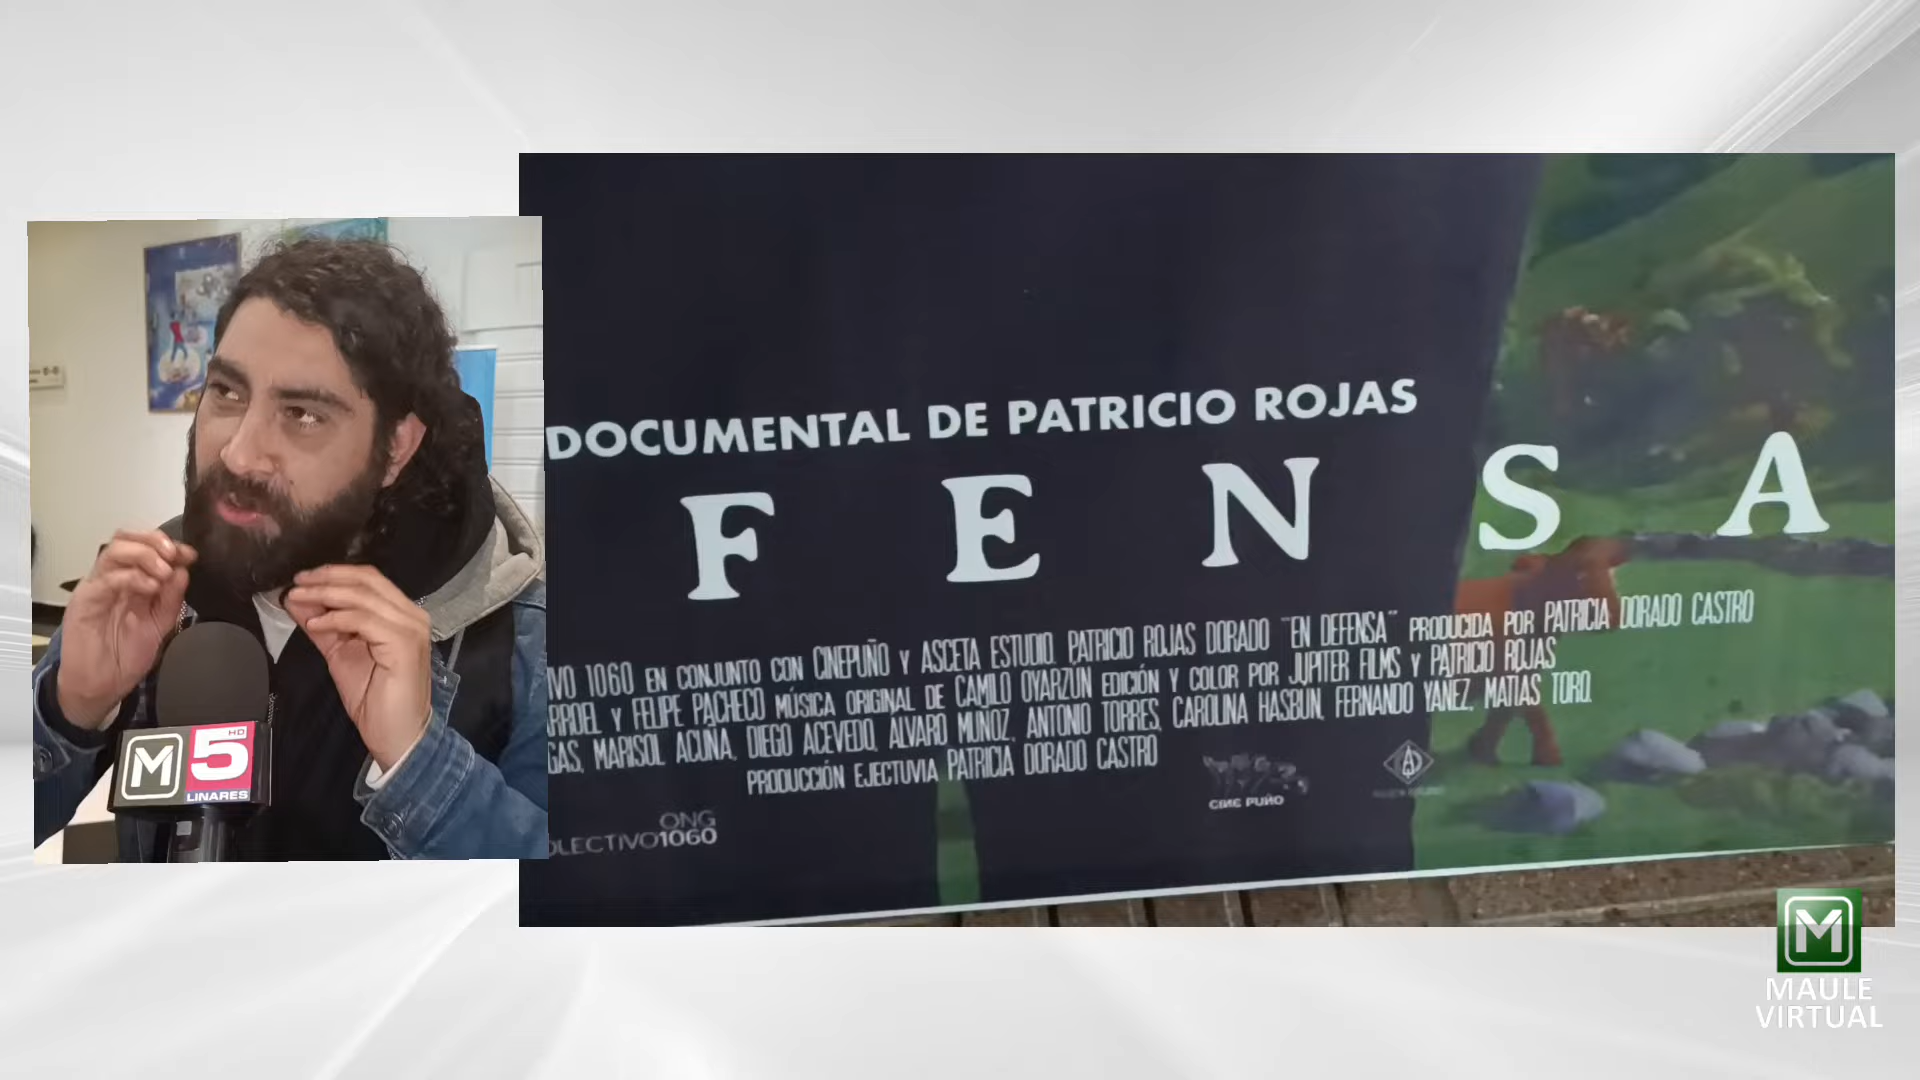 DOCUMENTAL DE PATRICIO ROJAS
F E N S A
VO 1060 EN CONJUNTO CON CINEPUÑO Y ASCETA ESTUDIO. PATRICIO ROJAS DORADO "EN DEFENSA" PRODUCIDA POR PATRICIA DORADO CASTRO
RROEL Y FELIPE PACHECO MÚSICA ORIGINAL DE CAMILO OYARZÚN EDICIÓN Y COLOR POR JUPITER FILMS Y PATRICIO ROJAS
GAS, MARISOL ACUÑA, DIEGO ACEVEDO, ALVARO MUÑOZ, ANTONIO TORRES, CAROLINA HASBUN, FERNANDO YAÑEZ, MATIAS TORO.
PRODUCCIÓN EJECTUVIA PATRICIA DORADO CASTRO
ONG
OLECTIVO1060
CINE PUÑO
M 5 HD
LINARES
M
MAULE
VIRTUAL